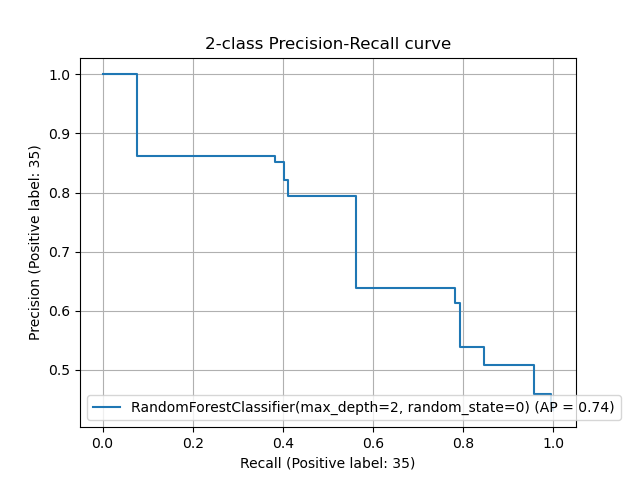 2-class Precision-Recall curve
Precision (Positive label: 35)
1.0
0.9
0.8
0.7
0.6
0.5
RandomForestClassifier(max_depth=2, random_state=0) (AP = 0.74)
0.0 0.2 0.4 0.6 0.8 1.0
Recall (Positive label: 35)